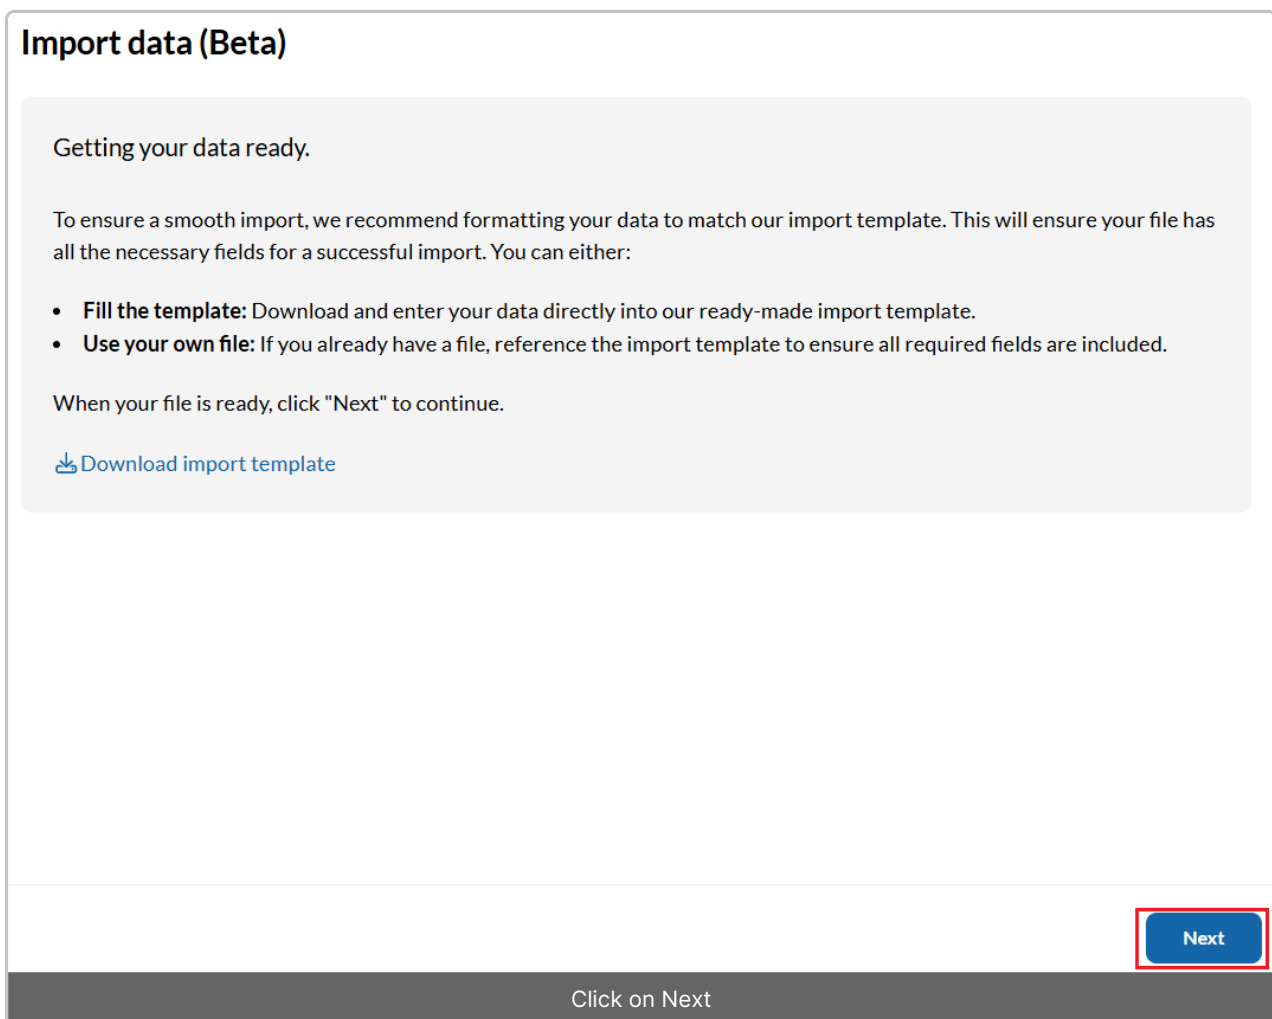 Import data (Beta)
Getting your data ready.
To ensure a smooth import, we recommend formatting your data to match our import template. This will ensure your file has
all the necessary fields for a successful import. You can either:
• Fill the template: Download and enter your data directly into our ready-made import template.
• Use your own file: If you already have a file, reference the import template to ensure all required fields are included.
When your file is ready, click "Next" to continue.
Download import template
Next
Click on Next